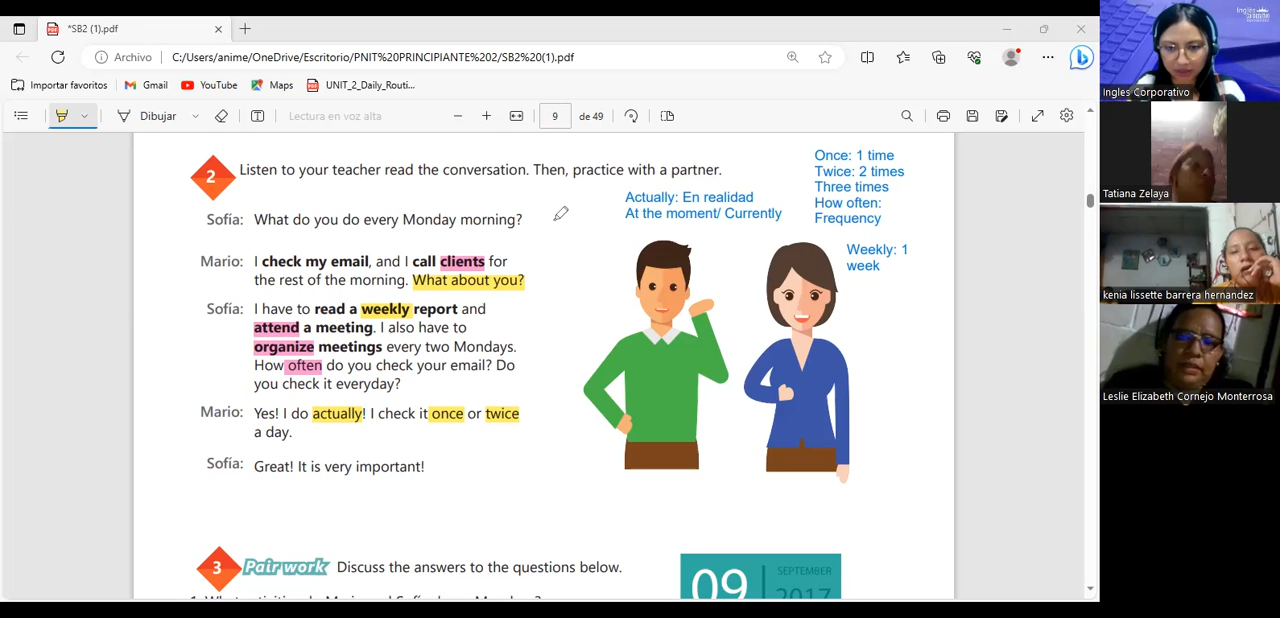 *SB2 (1).pdf
Archivo
C:/Users/anime/OneDrive/Escritorio/PNIT%20PRINCIPIANTE%202/SB2%20(1).pdf
Importar favoritos
Gmail
YouTube
Maps
UNIT_2_Daily_Routi...
Dibujar
Lectura en voz alta
9
de 49
2
Listen to your teacher read the conversation. Then, practice with a partner.
Sofía: What do you do every Monday morning?
Mario: I check my email, and I call clients for
the rest of the morning. What about you?
Sofía: I have to read a weekly report and
attend a meeting. I also have to
organize meetings every two Mondays.
How often do you check your email? Do
you check it everyday?
Mario: Yes! I do actually! I check it once or twice
a day.
Sofía: Great! It is very important!
Actually: En realidad
At the moment/ Currently
Once: 1 time
Twice: 2 times
Three times
How often:
Frequency
Weekly: 1
week
3
Pair work
Discuss the answers to the questions below.
09
SEPTEMBER
2017
Ingles Corporativo
Tatiana Zelaya
kenia lissette barrera hernandez
Leslie Elizabeth Cornejo Monterrosa